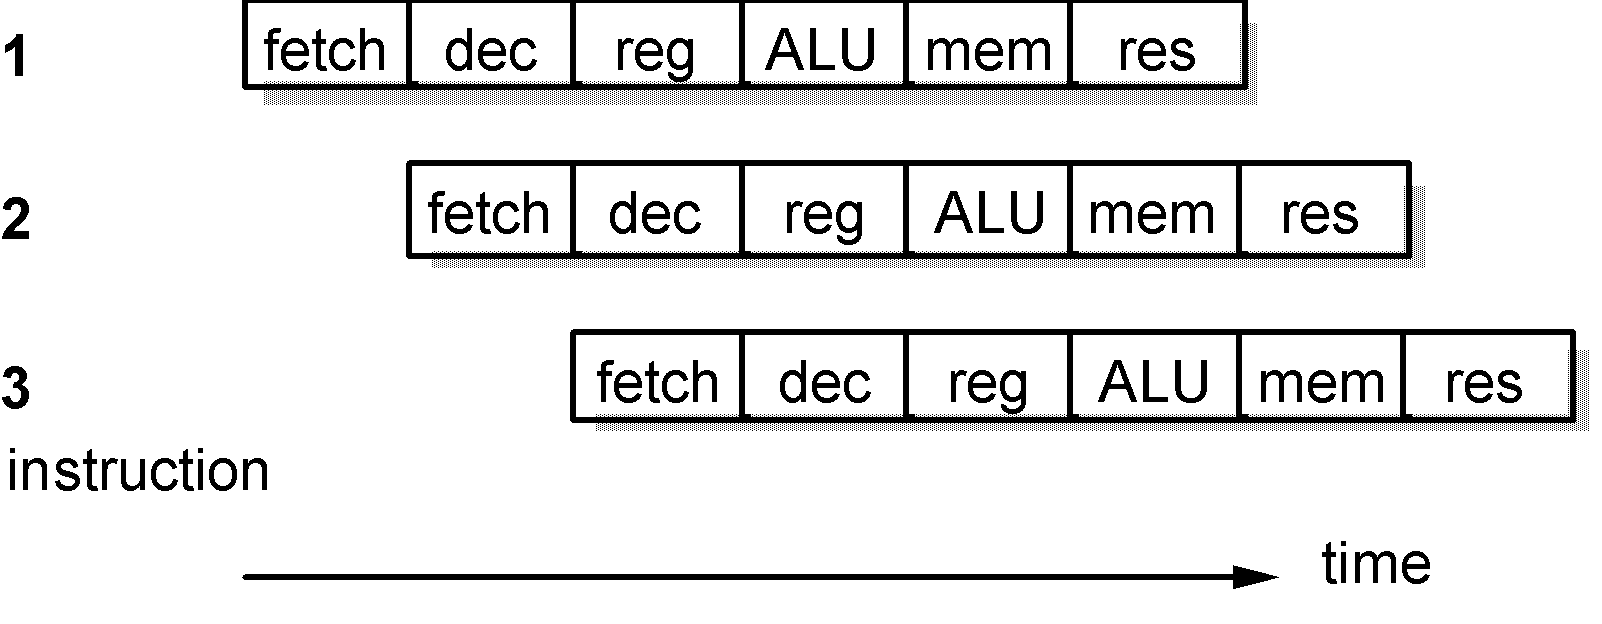 1 fetch dec reg ALU mem res
2 fetch dec reg ALU mem res
3 fetch dec reg ALU mem res
instruction
time